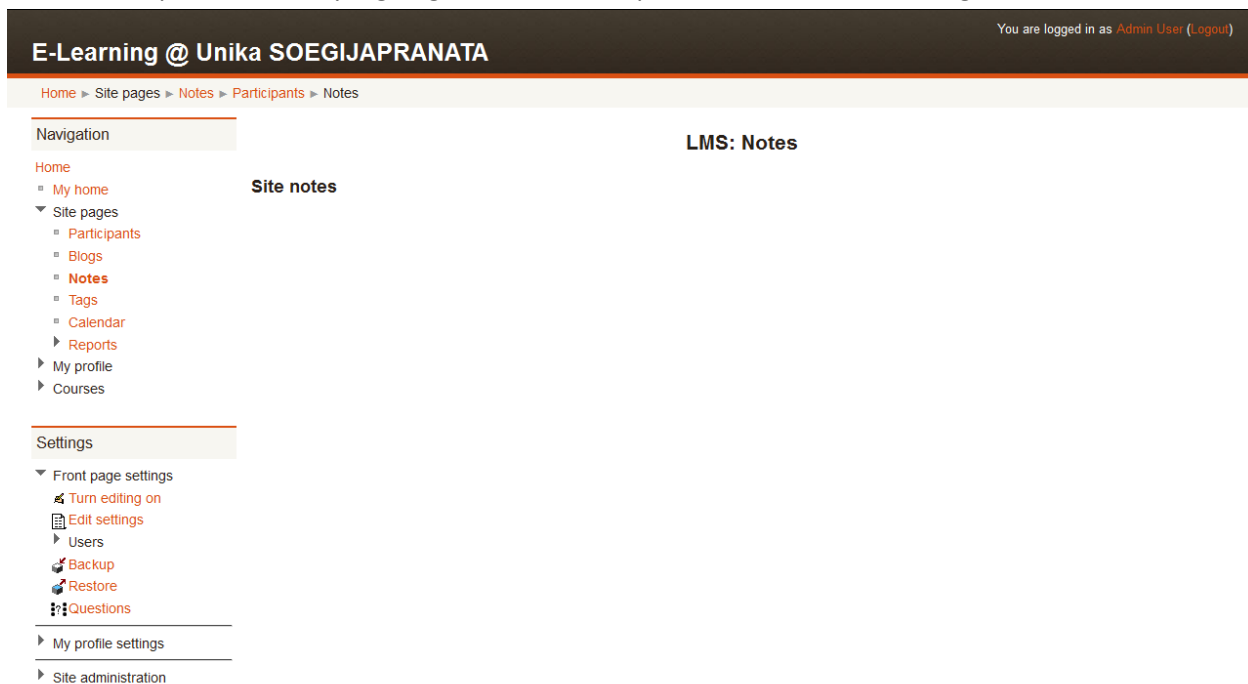 You are logged in as Admin User (Logout)
E-Learning @ Unika SOEGIJAPRANATA
Home ► Site pages ► Notes ► Participants ► Notes
Navigation
Home
My home
Site pages
Participants
Blogs
Notes
Tags
Calendar
Reports
My profile
Courses
LMS: Notes
Site notes
Settings
Front page settings
Turn editing on
Edit settings
Users
Backup
Restore
Questions
My profile settings
Site administration